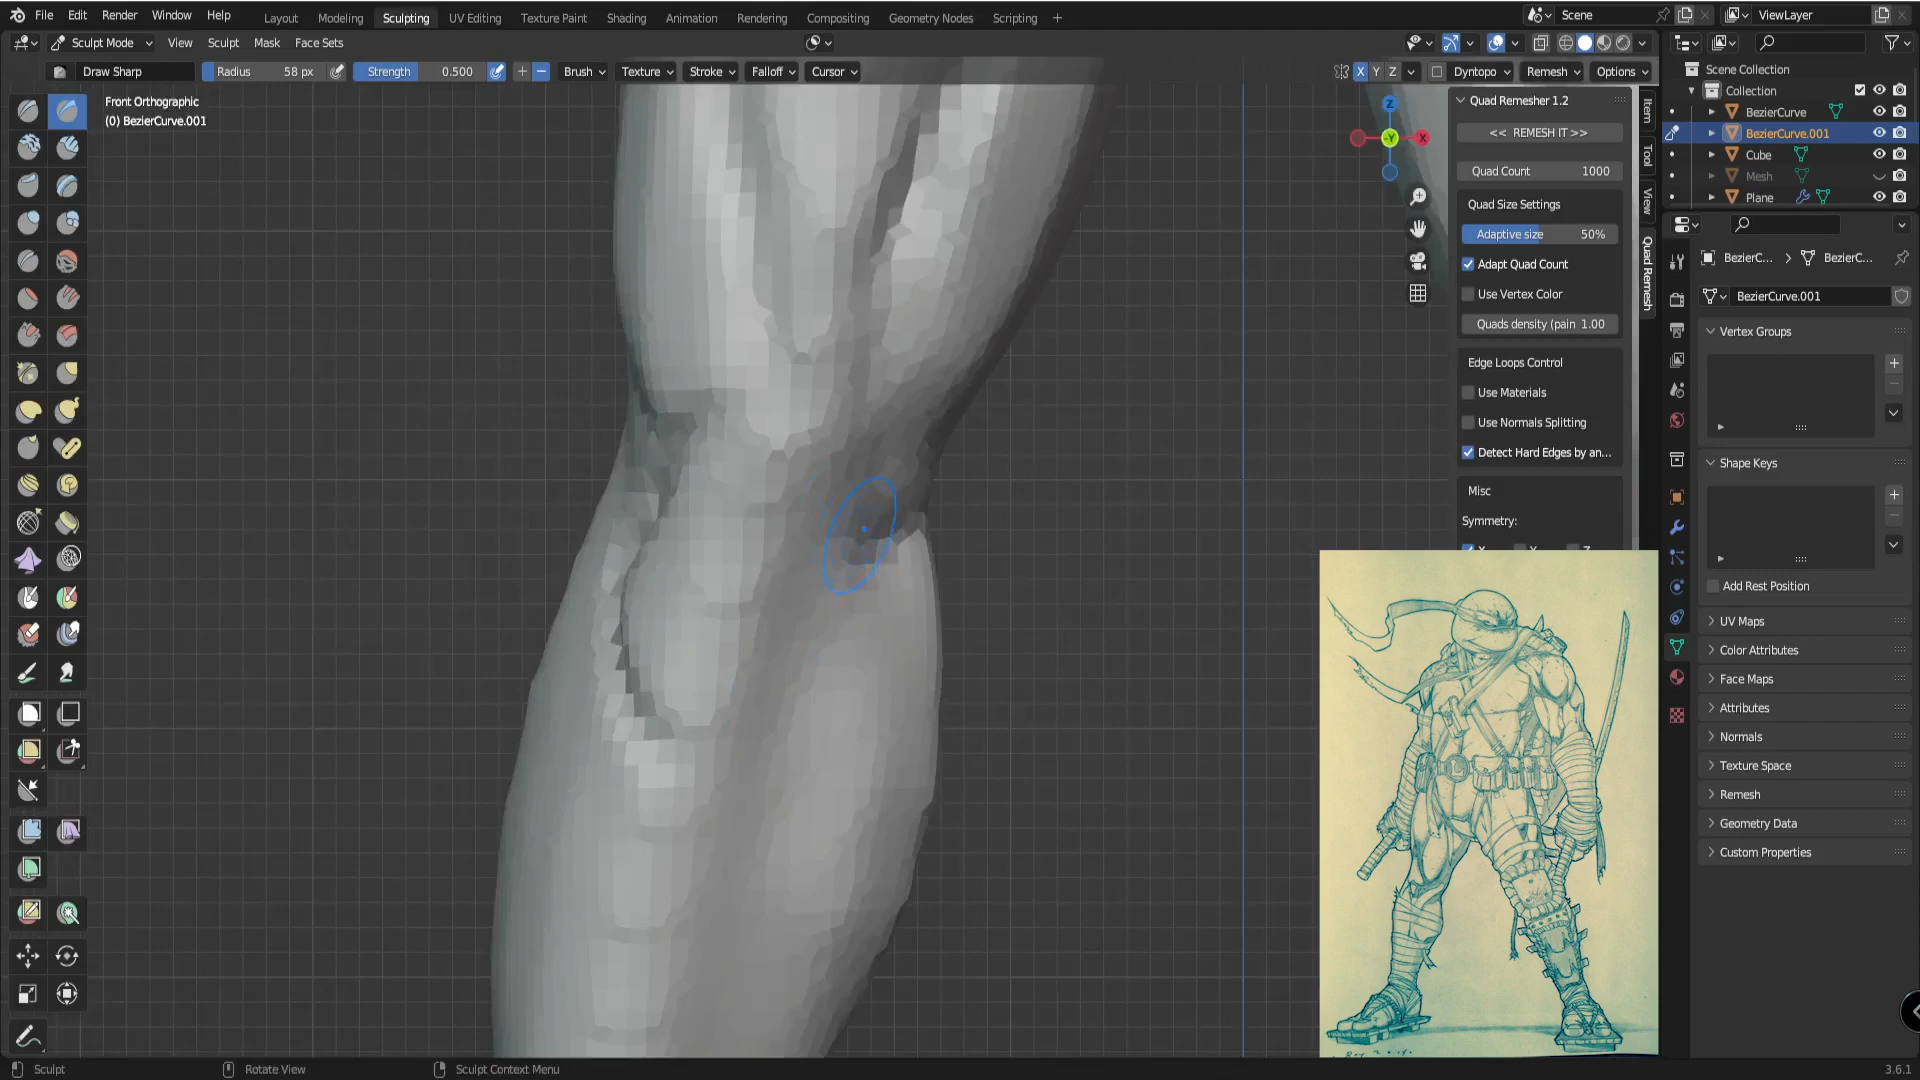 File Edit Render Window Help Layout Modeling Sculpting UV Editing Texture Paint Shading Animation Rendering Compositing Geometry Nodes Scripting + Scene ViewLayer
Sculpt Mode View Sculpt Mask Face Sets
Draw Sharp Radius 58 px Strength 0.500 Brush Texture Stroke Falloff Cursor X Y Z Dyntopo Remesh Options
Front Orthographic
(0) BezierCurve.001
Z
-Y
X
Quad Remesher 1.2
<< REMESH IT >>
Quad Count 1000
Quad Size Settings
Adaptive size 50%
Adapt Quad Count
Use Vertex Color
Quads density (pain 1.00
Edge Loops Control
Use Materials
Use Normals Splitting
Detect Hard Edges by an...
Misc
Symmetry:
Item
Tool
View
Quad Remesh
Scene Collection
Collection
BezierCurve
BezierCurve.001
Cube
Mesh
Plane
BezierC... BezierC...
BezierCurve.001
Vertex Groups
Shape Keys
Add Rest Position
UV Maps
Color Attributes
Face Maps
Attributes
Normals
Texture Space
Remesh
Geometry Data
Custom Properties
Sculpt Rotate View Sculpt Context Menu 3.6.1